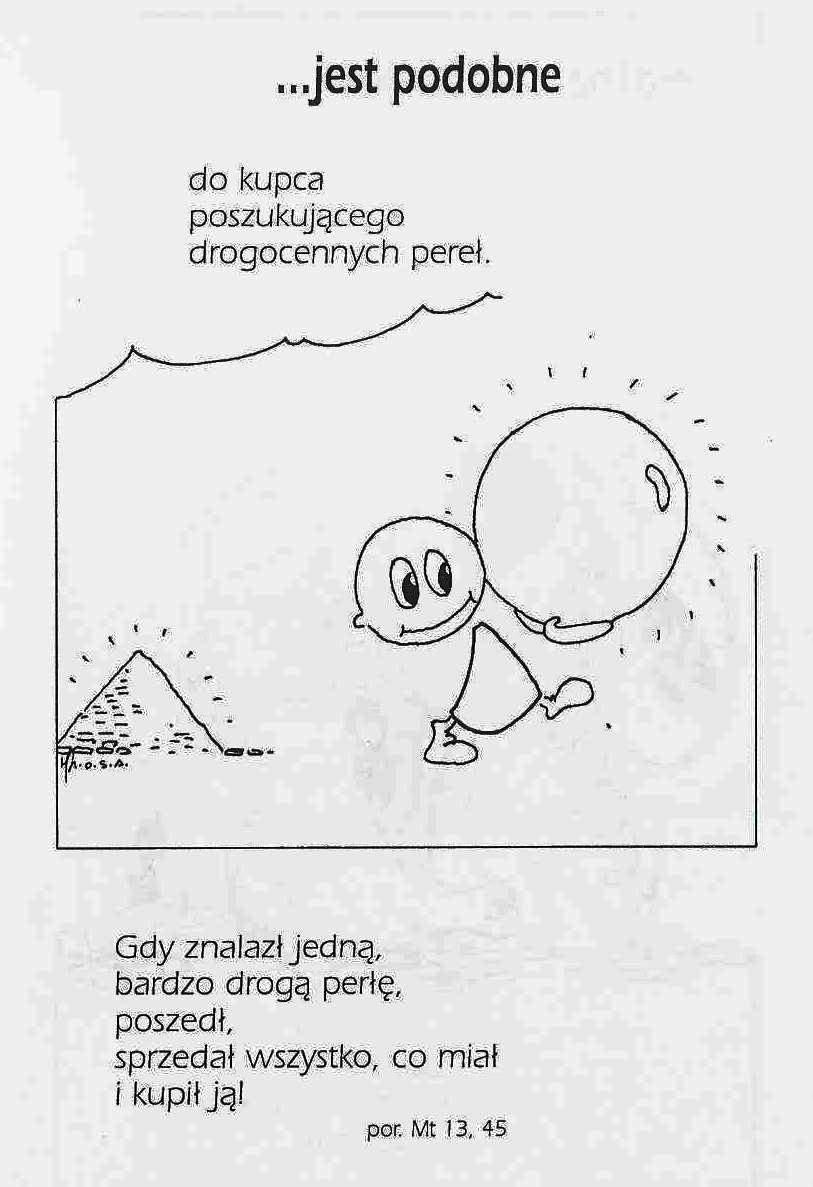 ...jest podobne
do kupca
poszukującego
drogocennych pereł.
Gdy znalazł jedną,
bardzo drogą perłę,
poszedł,
sprzedał wszystko, co miał
i kupił ją!
por. Mt 13, 45